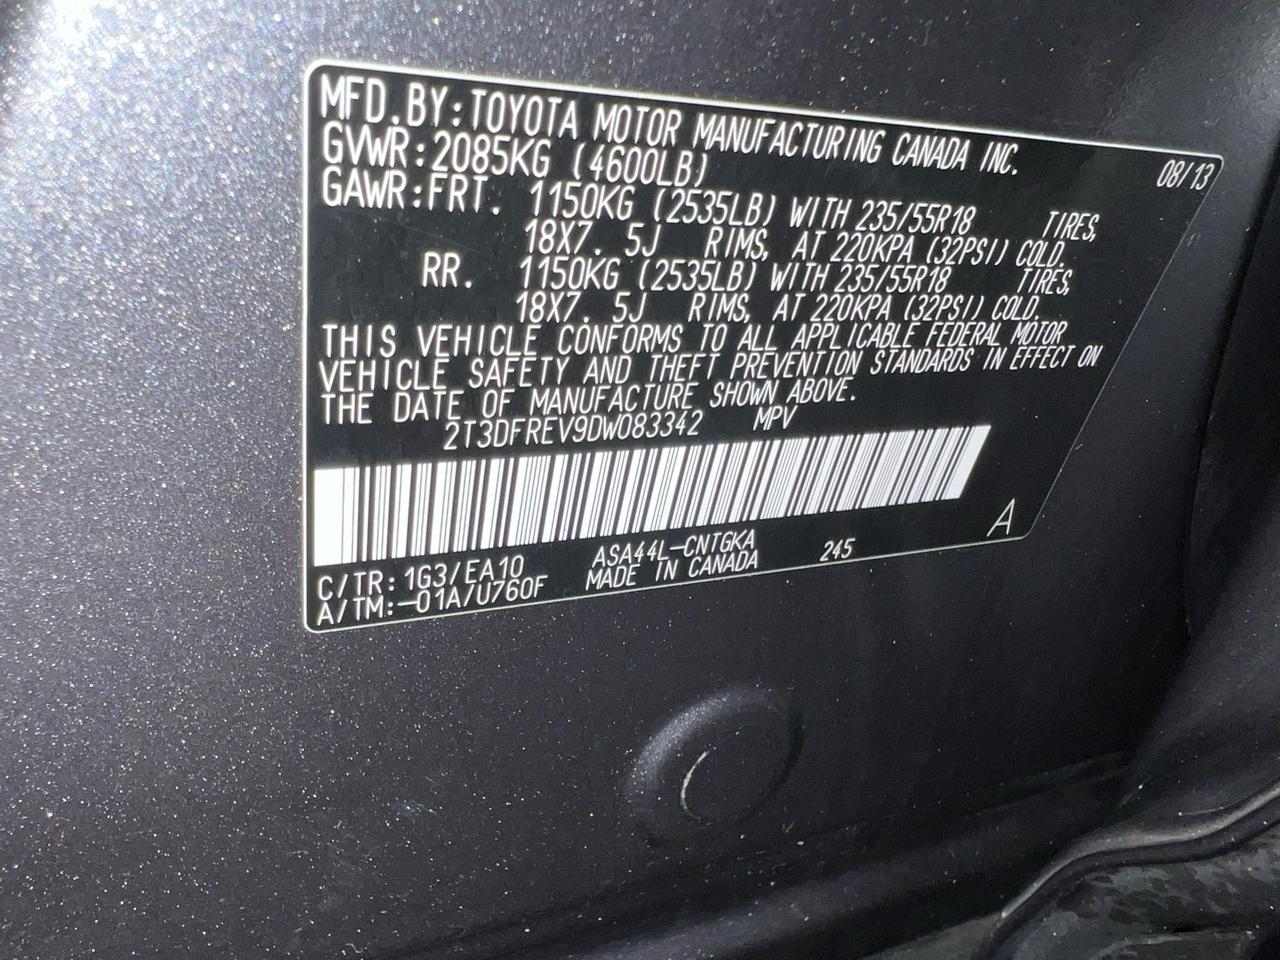 MFD.BY:TOYOTA MOTOR MANUFACTURING CANADA INC. 08/13
GVWR:2085KG (4600LB)
GAWR:FRT. 1150KG (2535LB) WITH 235/55R18 TIRES,
18X7. 5J RIMS, AT 220KPA (32PSI) COLD.
RR. 1150KG (2535LB) WITH 235/55R18 TIRES,
18X7. 5J RIMS, AT 220KPA (32PSI) COLD.
THIS VEHICLE CONFORMS TO ALL APPLICABLE FEDERAL MOTOR
VEHICLE SAFETY AND THEFT PREVENTION STANDARDS IN EFFECT ON
THE DATE OF MANUFACTURE SHOWN ABOVE.
2T3DFREV9DW083342 MPV
A
C/TR: 1G3/EA10 ASA44L-CNTGKA 245
A/TM:-01A/U760F MADE IN CANADA